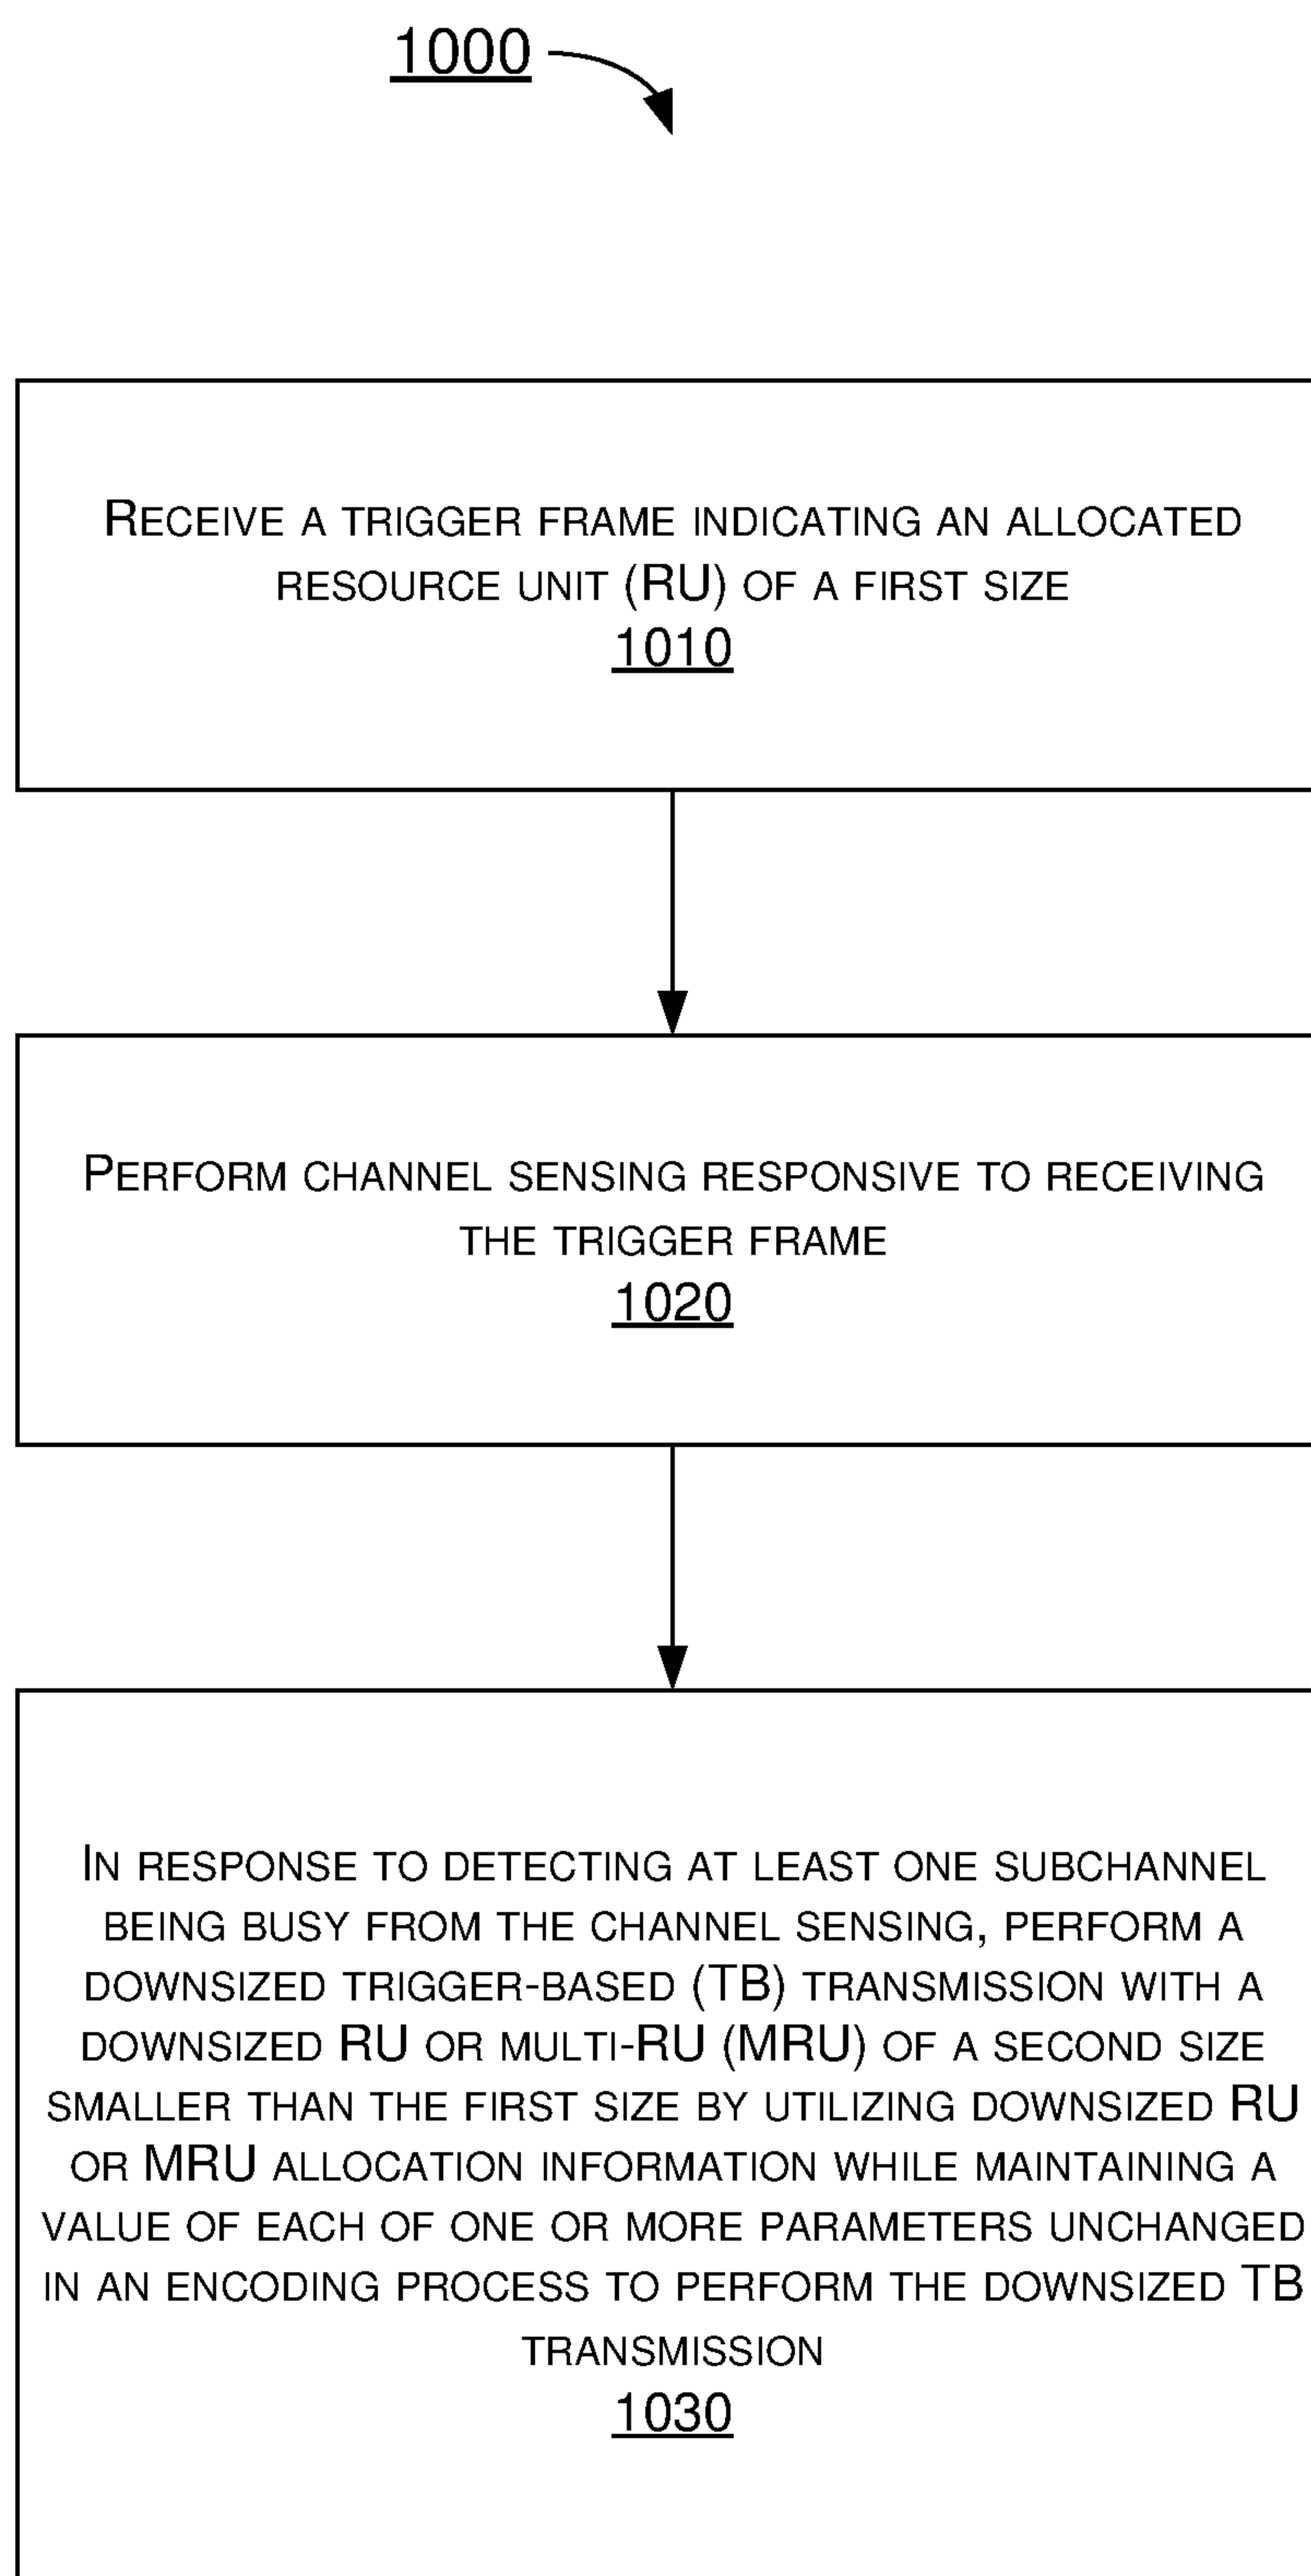 1000
Receive a trigger frame indicating an allocated
resource unit (RU) of a first size
1010
Perform channel sensing responsive to receiving
the trigger frame
1020
In response to detecting at least one subchannel
being busy from the channel sensing, perform a
downsized trigger-based (TB) transmission with a
downsized RU or multi-RU (MRU) of a second size
smaller than the first size by utilizing downsized RU
or MRU allocation information while maintaining a
value of each of one or more parameters unchanged
in an encoding process to perform the downsized TB
transmission
1030